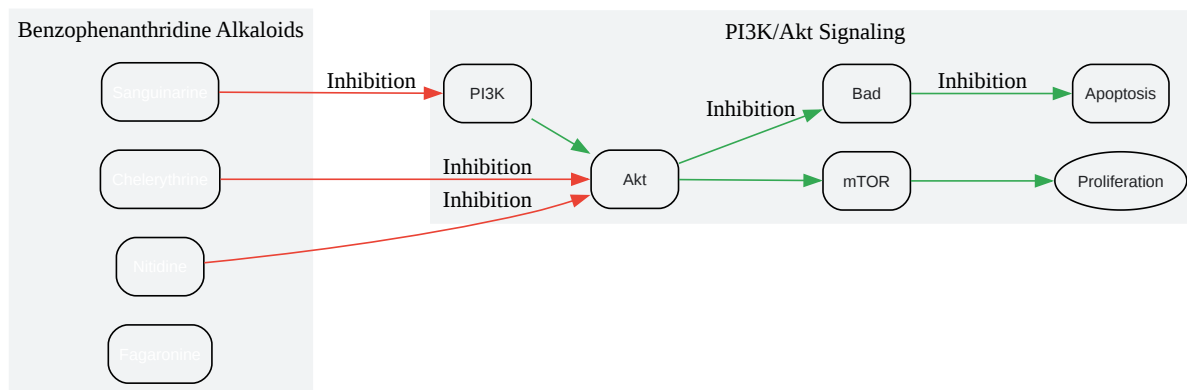 Benzophenanthridine Alkaloids
PI3K/Akt Signaling
Sanguinarine
Inhibition
PI3K
Inhibition
Bad
Inhibition
Apoptosis
Chelerythrine
Inhibition
Akt
mTOR
Proliferation
Inhibition
Nitidine
Fagaronine